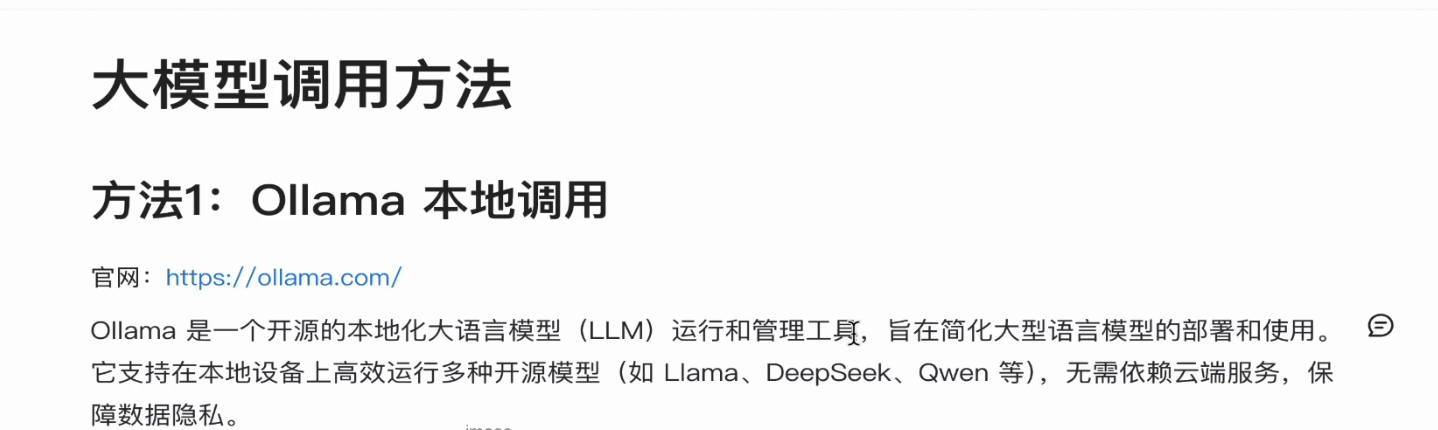 大模型调用方法
方法1：Ollama 本地调用
官网：https://ollama.com/
Ollama 是一个开源的本地化大语言模型（LLM）运行和管理工具，旨在简化大型语言模型的部署和使用。
它支持在本地设备上高效运行多种开源模型（如 Llama、DeepSeek、Qwen 等），无需依赖云端服务，保
障数据隐私。